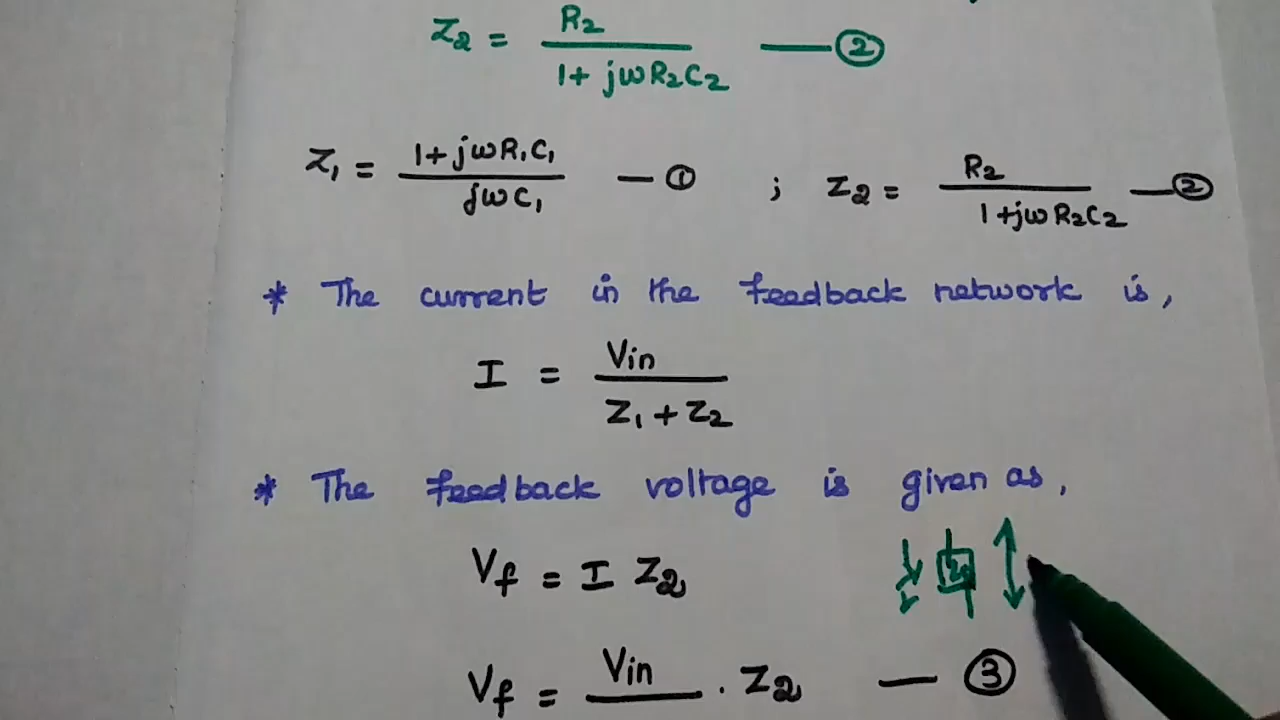 Z2 = R2 / 1 + jωR2C2 —— ②
Z1 = 1 + jωR1C1 / jωC1 — ① ; Z2 = R2 / 1 + jωR2C2 — ②
* The current in the feedback network is,
I = Vin / Z1 + Z2
* The feedback voltage is given as,
Vf = I Z2
Vf = Vin / . Z2 — ③